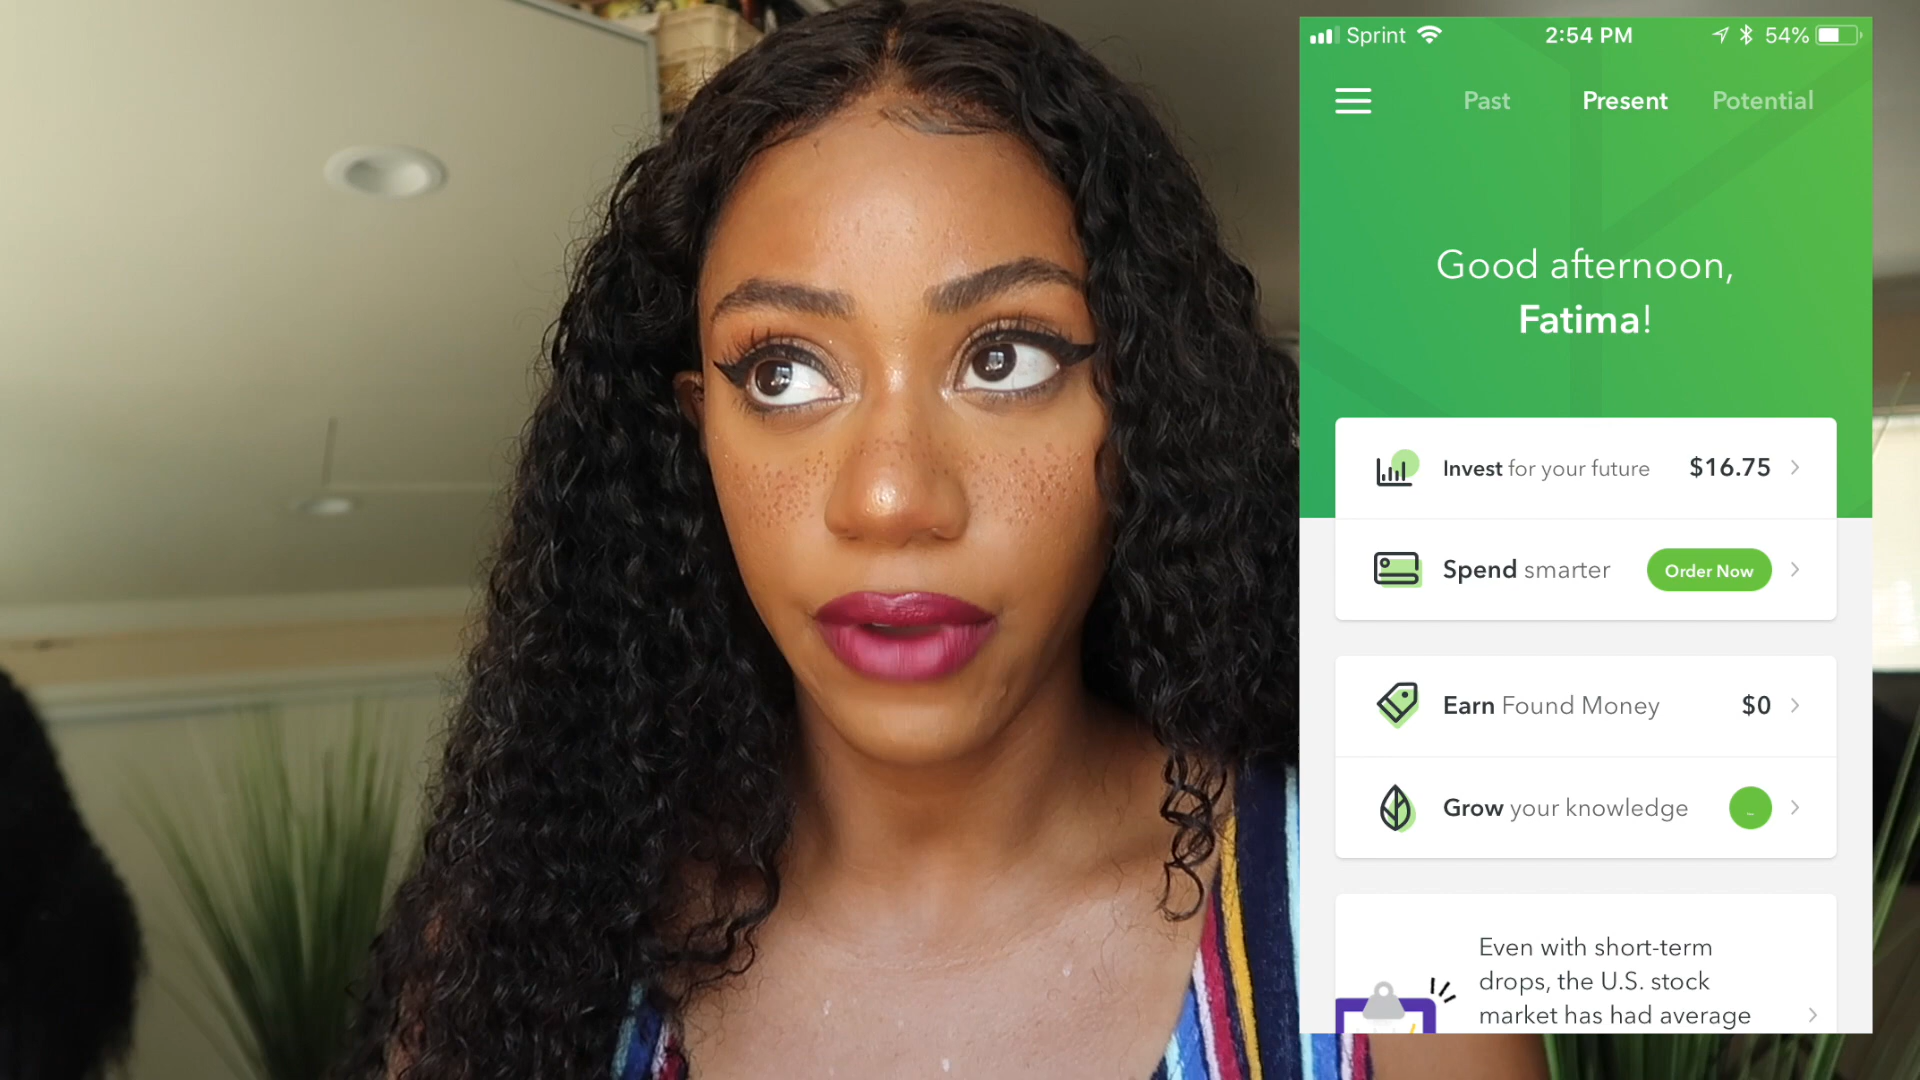 Sprint 2:54 PM 54%
Past Present Potential
Good afternoon,
Fatima!
Invest for your future $16.75
Spend smarter Order Now
Earn Found Money $0
Grow your knowledge
Even with short-term
drops, the U.S. stock
market has had average